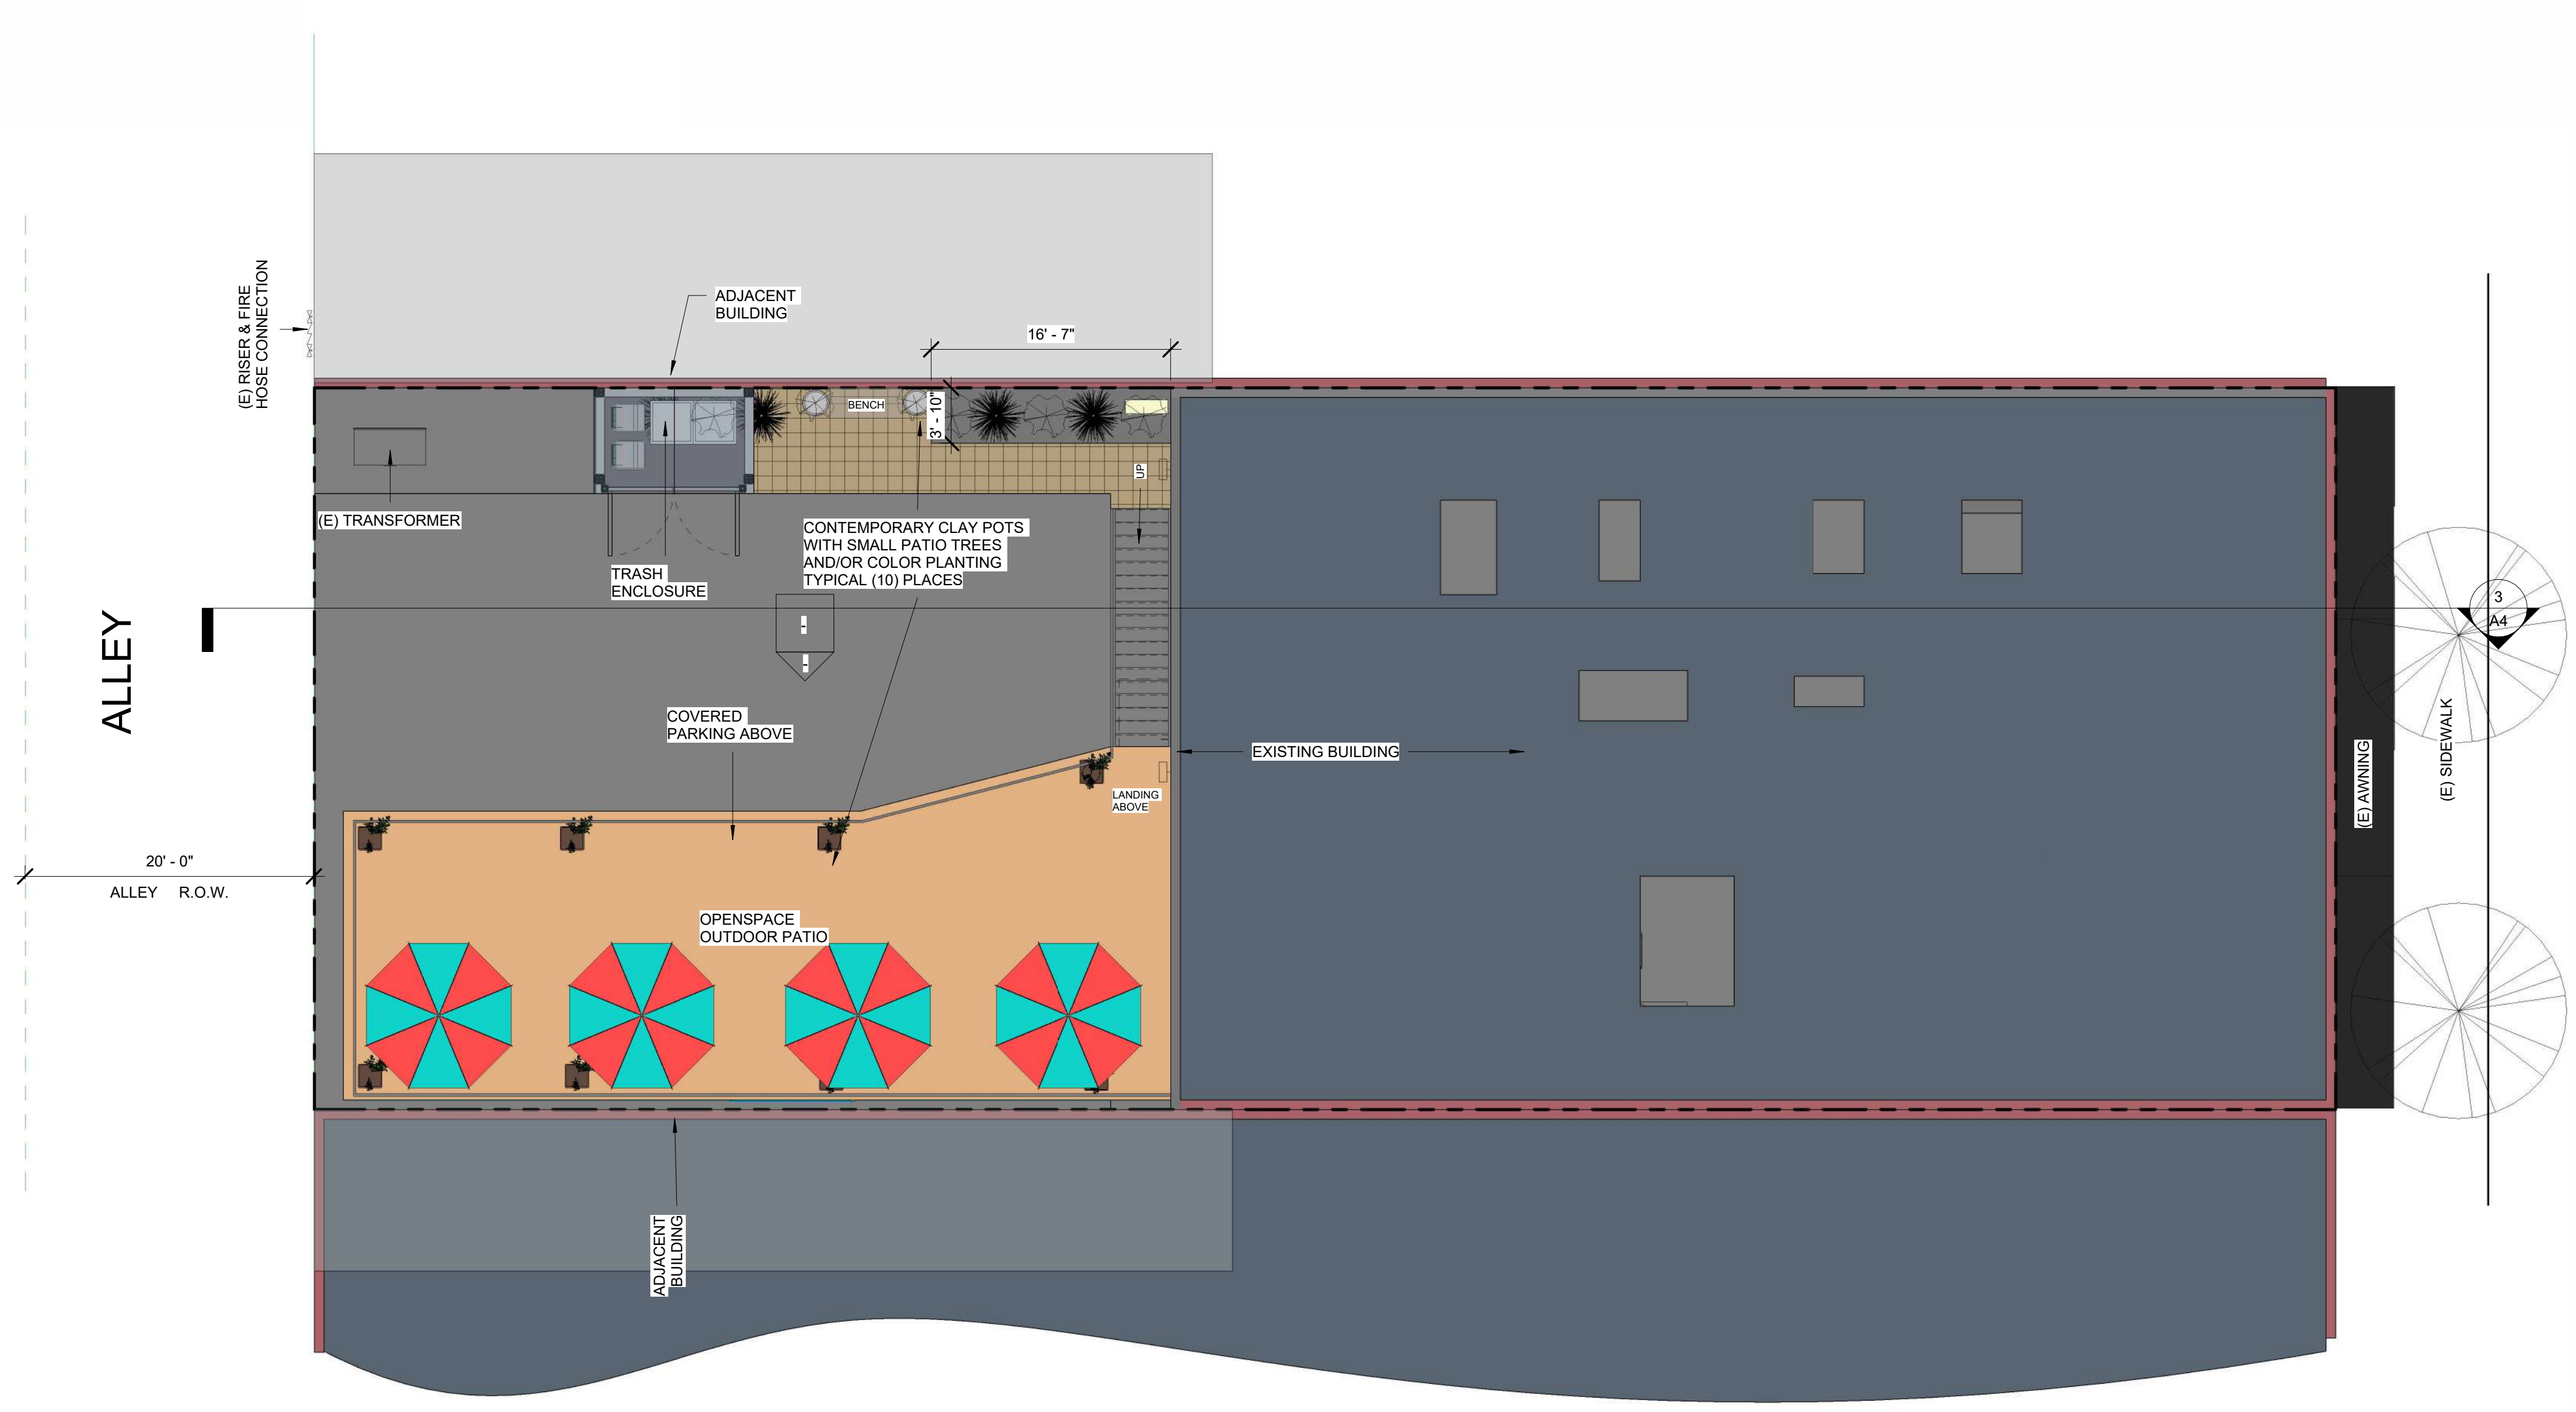 (E) RISER & FIRE
HOSE CONNECTION
ADJACENT
BUILDING
16' - 7"
BENCH
3' - 10"
UP
(E) TRANSFORMER
CONTEMPORARY CLAY POTS
WITH SMALL PATIO TREES
AND/OR COLOR PLANTING
TYPICAL (10) PLACES
TRASH
ENCLOSURE
3
A4
-
-
ALLEY
COVERED
PARKING ABOVE
EXISTING BUILDING
(E) AWNING
(E) SIDEWALK
LANDING
ABOVE
20' - 0"
ALLEY R.O.W.
OPENSPACE
OUTDOOR PATIO
ADJACENT
BUILDING